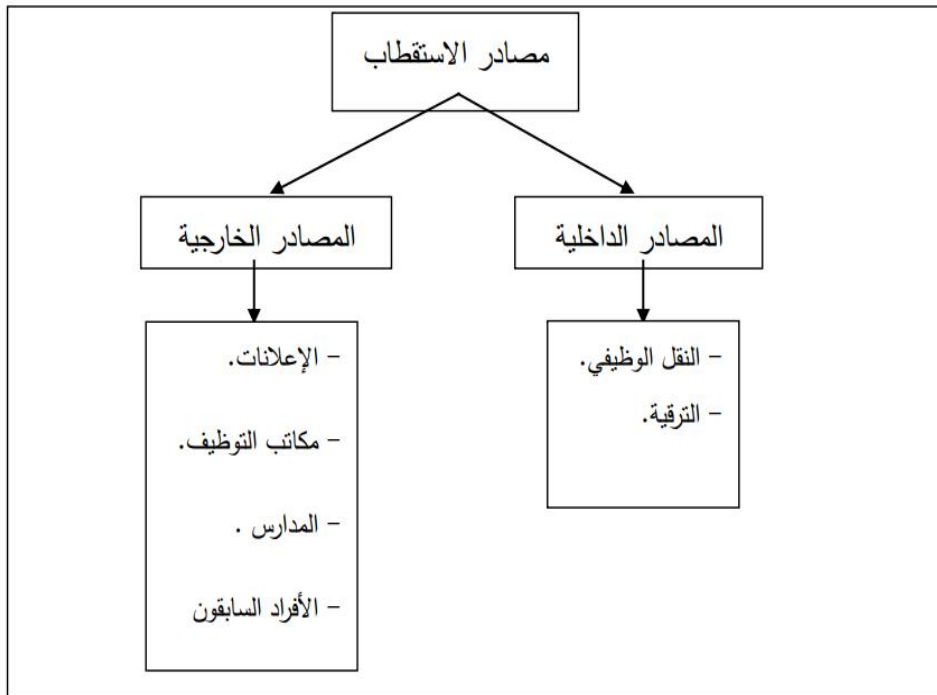 مصادر الاستقطاب
المصادر الداخلية
المصادر الخارجية
- النقل الوظيفي.
- الترقية.
- الإعلانات.
- مكاتب التوظيف.
- المدارس .
- الأفراد السابقون